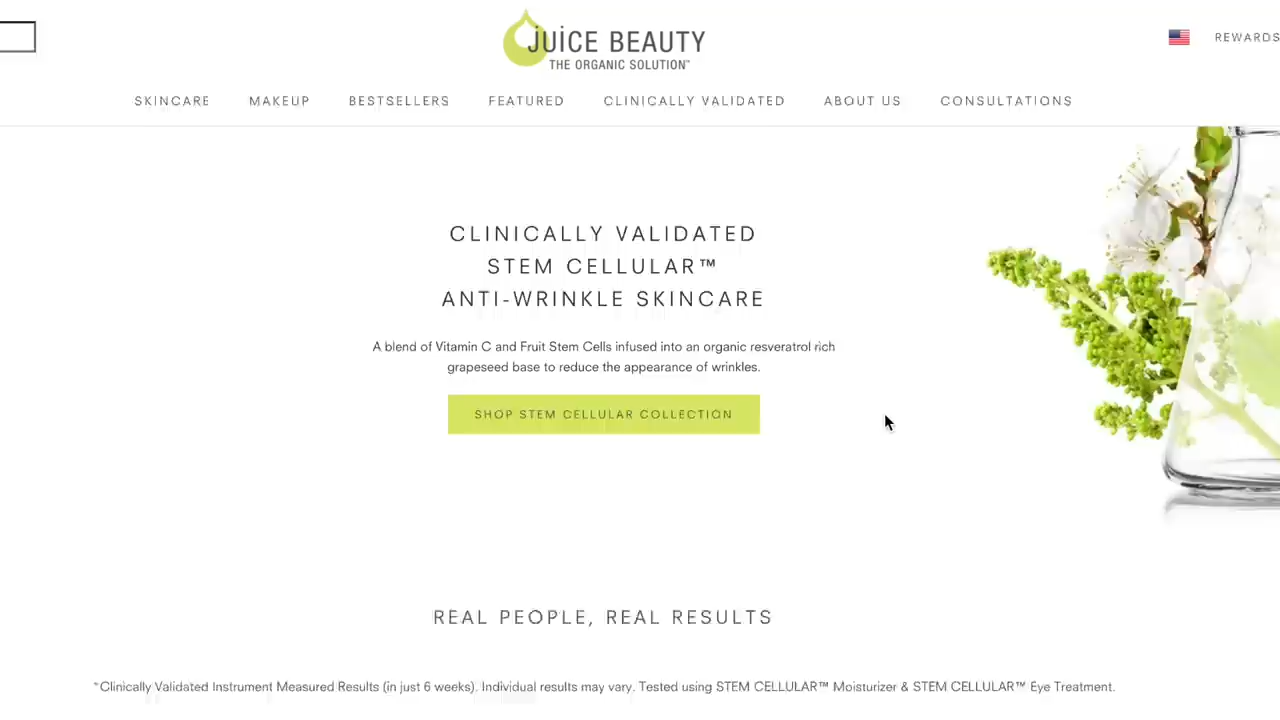 juice BEAUTY
THE ORGANIC SOLUTION™
REWARDS
SKINCARE MAKEUP BESTSELLERS FEATURED CLINICALLY VALIDATED ABOUT US CONSULTATIONS
CLINICALLY VALIDATED
STEM CELLULAR™
ANTI-WRINKLE SKINCARE
A blend of Vitamin C and Fruit Stem Cells infused into an organic resveratrol rich
grapeseed base to reduce the appearance of wrinkles.
SHOP STEM CELLULAR COLLECTION
REAL PEOPLE, REAL RESULTS
~Clinically Validated Instrument Measured Results (in just 6 weeks). Individual results may vary. Tested using STEM CELLULAR™ Moisturizer & STEM CELLULAR™ Eye Treatment.